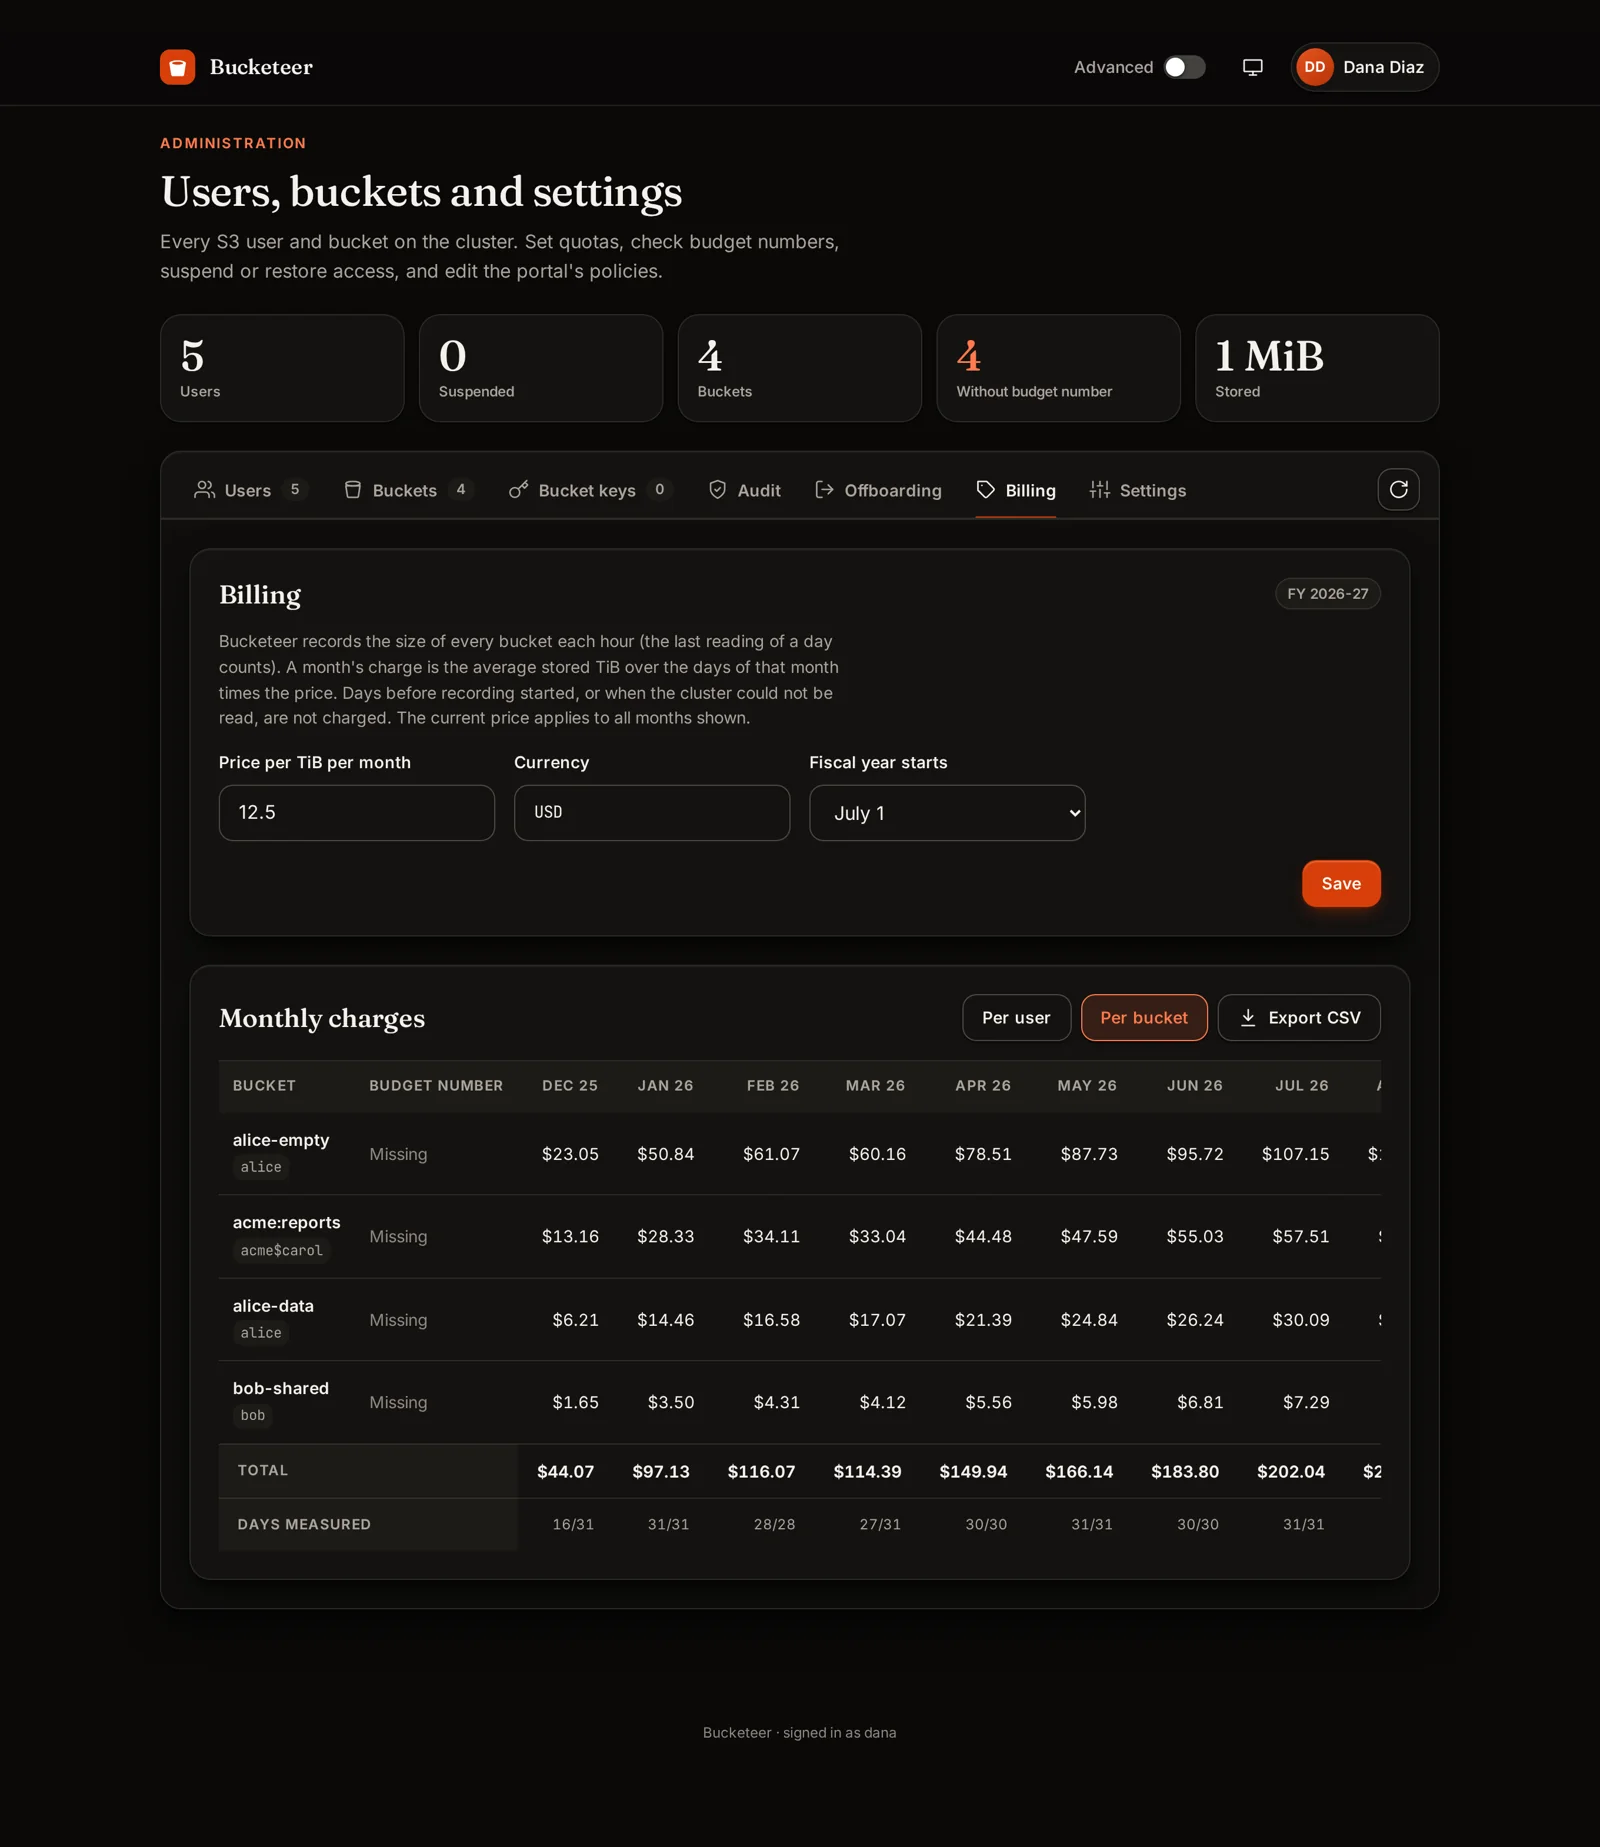 Bucketeer
Advanced
DD Dana Diaz
ADMINISTRATION
Users, buckets and settings
Every S3 user and bucket on the cluster. Set quotas, check budget numbers,
suspend or restore access, and edit the portal's policies.
5
Users
0
Suspended
4
Buckets
4
Without budget number
1 MiB
Stored
Users 5 Buckets 4 Bucket keys 0 Audit Offboarding Billing Settings
Billing
FY 2026-27
Bucketeer records the size of every bucket each hour (the last reading of a day
counts). A month's charge is the average stored TiB over the days of that month
times the price. Days before recording started, or when the cluster could not be
read, are not charged. The current price applies to all months shown.
Price per TiB per month Currency Fiscal year starts
12.5 USD July 1
Save
Monthly charges
Per user Per bucket Export CSV
BUCKET BUDGET NUMBER DEC 25 JAN 26 FEB 26 MAR 26 APR 26 MAY 26 JUN 26 JUL 26
alice-empty
alice
Missing $23.05 $50.84 $61.07 $60.16 $78.51 $87.73 $95.72 $107.15
acme:reports
acme$carol
Missing $13.16 $28.33 $34.11 $33.04 $44.48 $47.59 $55.03 $57.51
alice-data
alice
Missing $6.21 $14.46 $16.58 $17.07 $21.39 $24.84 $26.24 $30.09
bob-shared
bob
Missing $1.65 $3.50 $4.31 $4.12 $5.56 $5.98 $6.81 $7.29
TOTAL $44.07 $97.13 $116.07 $114.39 $149.94 $166.14 $183.80 $202.04
DAYS MEASURED 16/31 31/31 28/28 27/31 30/30 31/31 30/30 31/31
Bucketeer · signed in as dana